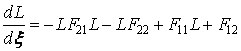 dL/dξ = −LF₂₁L − LF₂₂ + F₁₁L + F₁₂